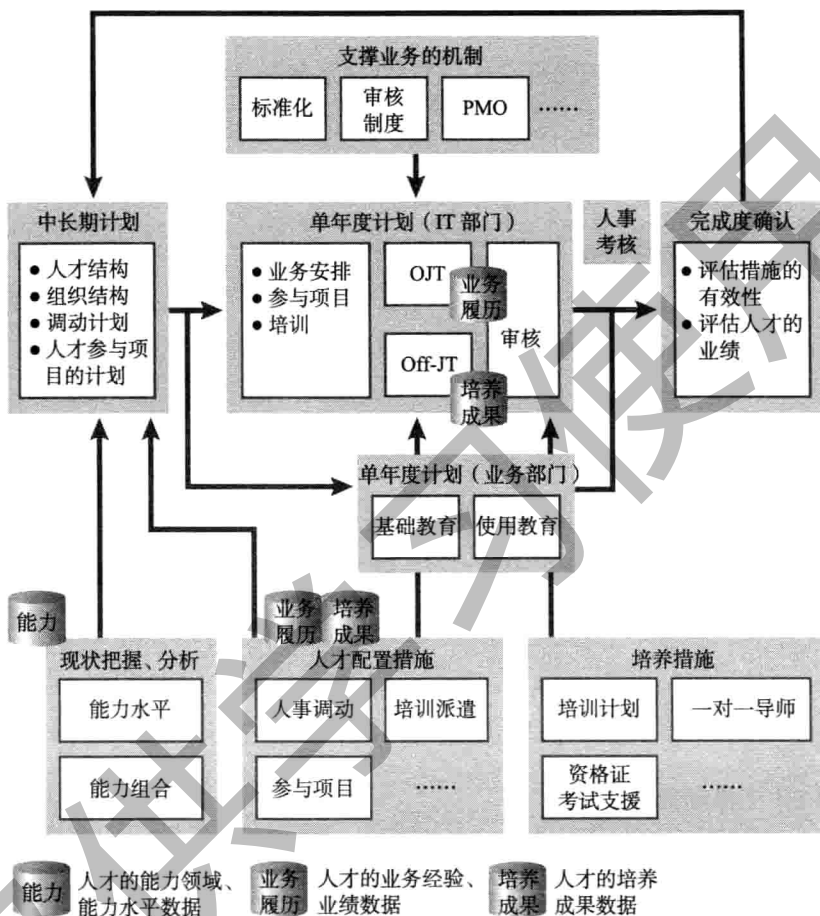 支撑业务的机制
标准化
审核
制度
PMO
……
中长期计划
● 人才结构
● 组织结构
● 调动计划
● 人才参与项
目的计划
单年度计划（IT 部门）
● 业务安排
● 参与项目
● 培训
OJT
业务
履历
Off-JT
培养
成果
审核
人事
考核
完成度确认
● 评估措施的
有效性
● 评估人才的
业绩
单年度计划（业务部门）
基础教育
使用教育
能力
现状把握、分析
能力水平
能力组合
业务
履历
培养
成果
人才配置措施
人事调动
培训派遣
参与项目
……
培养措施
培训计划
一对一导师
资格证
考试支援
……
能力
人才的能力领域、
能力水平数据
业务
履历
人才的业务经验、
业绩数据
培养
成果
人才的培养
成果数据
学习使用